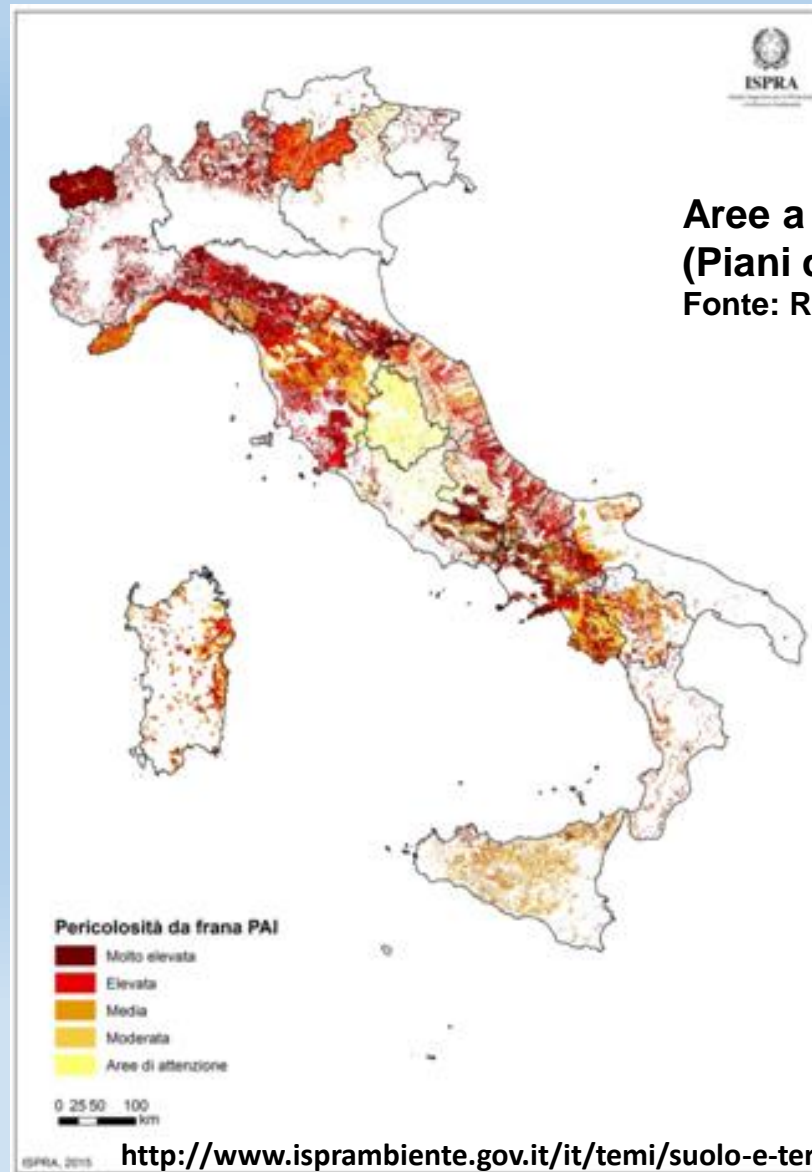 ISPRA
Aree a
(Piani d
Fonte: R
Pericolosità da frana PAI
Molto elevata
Elevata
Media
Moderata
Aree di attenzione
0 25 50 100
km
ISPRA, 2015
http://www.isprambiente.gov.it/it/temi/suolo-e-ter